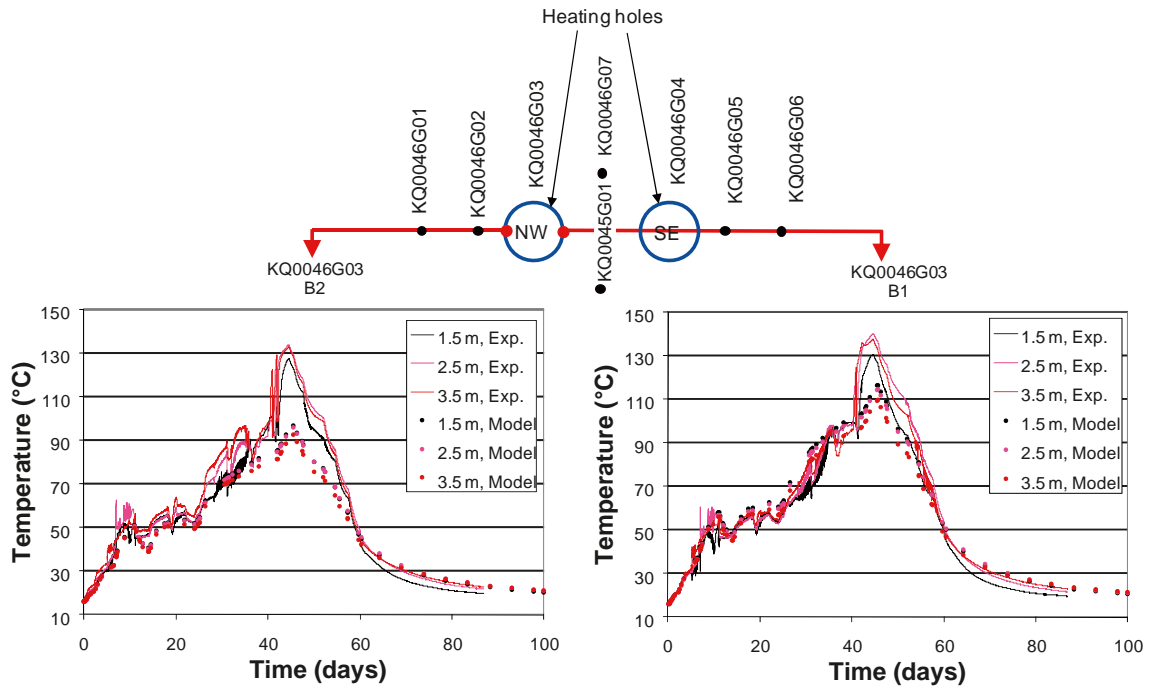 Heating holes
KQ0046G01
KQ0046G02
KQ0046G03
KQ0046G07
KQ0045G01
KQ0046G04
KQ0046G05
KQ0046G06
NW
SE
KQ0046G03
B2
KQ0046G03
B1
Temperature (°C)
150
130
110
90
70
50
30
10
0
20
40
60
80
100
Time (days)
1.5 m, Exp.
2.5 m, Exp.
3.5 m, Exp.
1.5 m, Model
2.5 m, Model
3.5 m, Model
Temperature (°C)
150
130
110
90
70
50
30
10
0
20
40
60
80
100
Time (days)
1.5 m, Exp.
2.5 m, Exp.
3.5 m, Exp.
1.5 m, Model
2.5 m, Model
3.5 m, Model